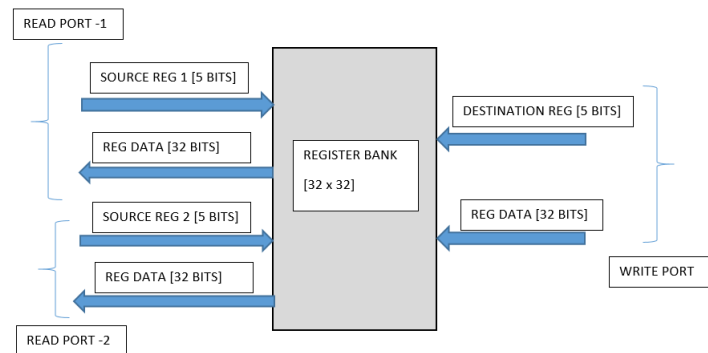 READ PORT -1
SOURCE REG 1 [5 BITS]
REG DATA [32 BITS]
SOURCE REG 2 [5 BITS]
REG DATA [32 BITS]
READ PORT -2
REGISTER BANK
[32 x 32]
DESTINATION REG [5 BITS]
REG DATA [32 BITS]
WRITE PORT